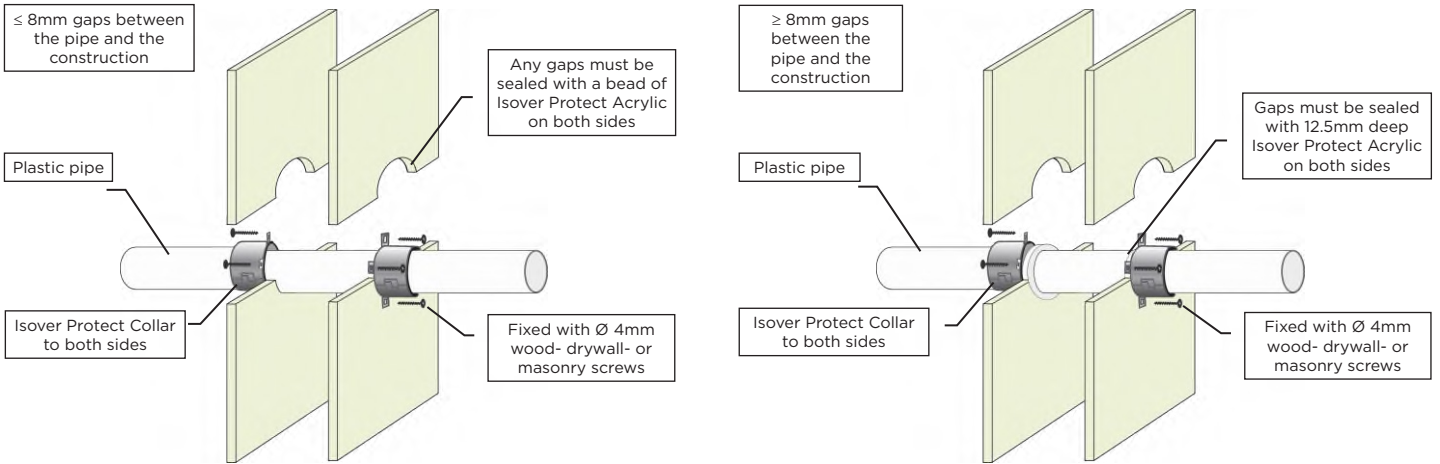 ≤ 8mm gaps between
the pipe and the
construction
Any gaps must be
sealed with a bead of
Isover Protect Acrylic
on both sides
Plastic pipe
Isover Protect Collar
to both sides
Fixed with Ø 4mm
wood- drywall- or
masonry screws
≥ 8mm gaps
between the
pipe and the
construction
Gaps must be sealed
with 12.5mm deep
Isover Protect Acrylic
on both sides
Plastic pipe
Isover Protect Collar
to both sides
Fixed with Ø 4mm
wood- drywall- or
masonry screws